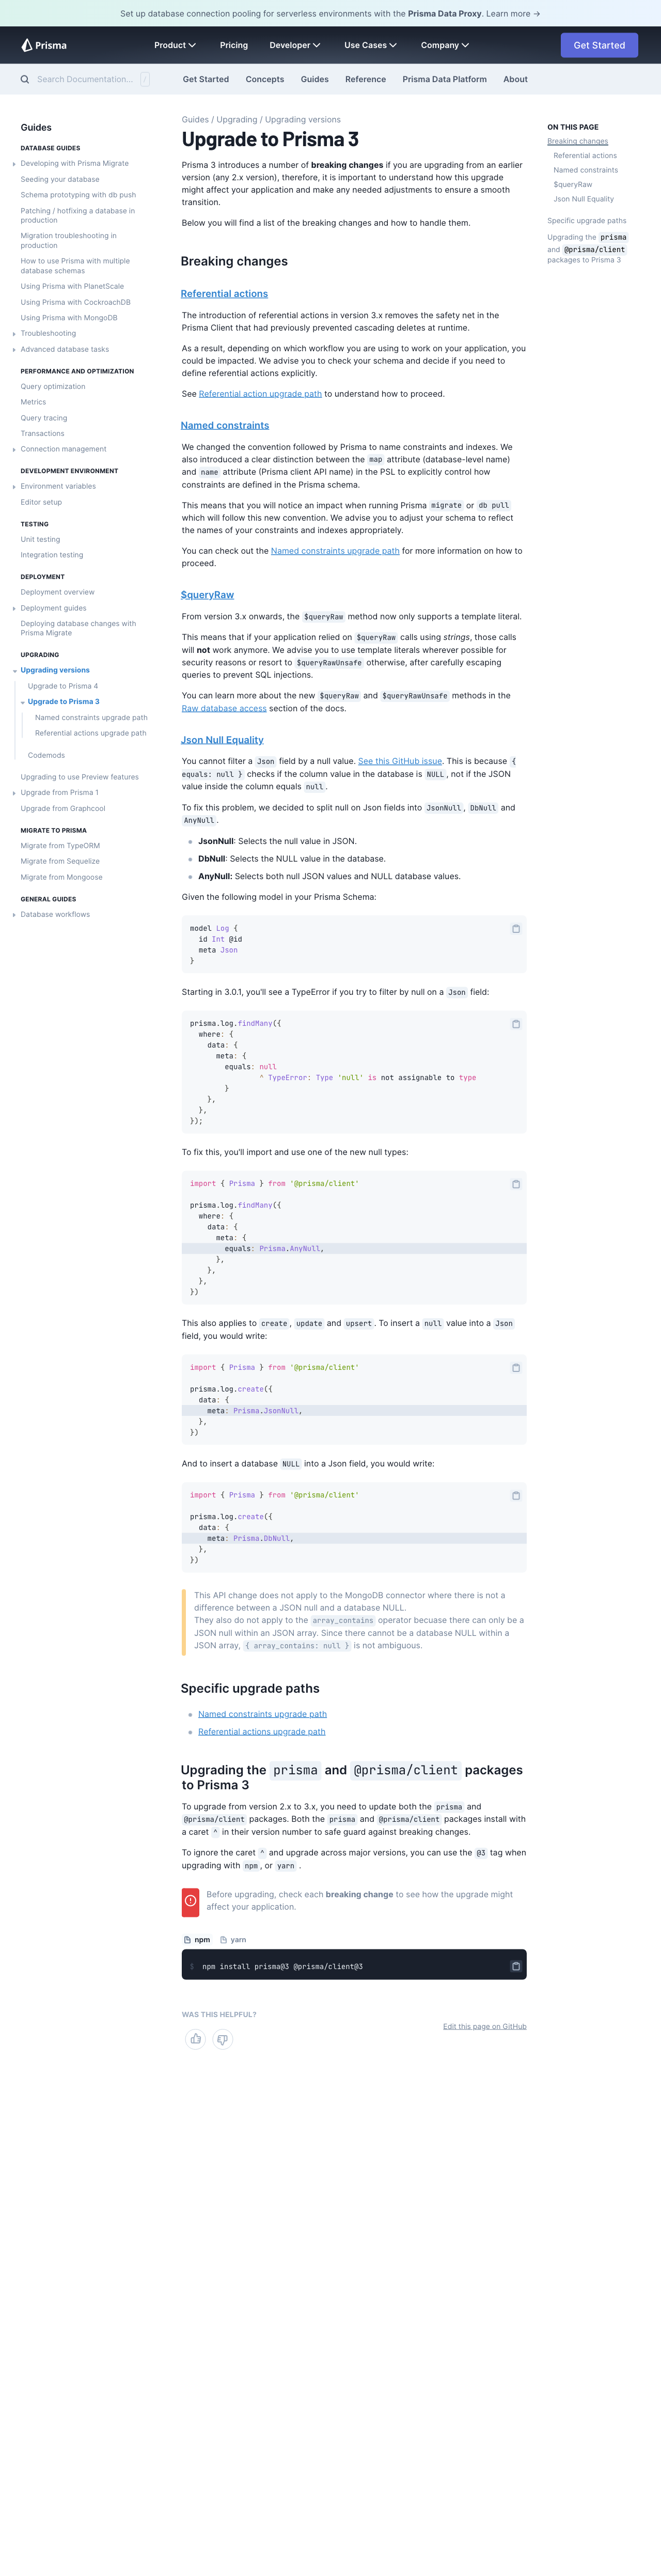 Set up database connection pooling for serverless environments with the Prisma Data Proxy. Learn more →
Prisma
Product
Pricing
Developer
Use Cases
Company
Get Started
Search Documentation...
/
Get Started
Concepts
Guides
Reference
Prisma Data Platform
About
Guides
DATABASE GUIDES
Developing with Prisma Migrate
Seeding your database
Schema prototyping with db push
Patching / hotfixing a database in
production
Migration troubleshooting in
production
How to use Prisma with multiple
database schemas
Using Prisma with PlanetScale
Using Prisma with CockroachDB
Using Prisma with MongoDB
Troubleshooting
Advanced database tasks
PERFORMANCE AND OPTIMIZATION
Query optimization
Metrics
Query tracing
Transactions
Connection management
DEVELOPMENT ENVIRONMENT
Environment variables
Editor setup
TESTING
Unit testing
Integration testing
DEPLOYMENT
Deployment overview
Deployment guides
Deploying database changes with
Prisma Migrate
UPGRADING
Upgrading versions
Upgrade to Prisma 4
Upgrade to Prisma 3
Named constraints upgrade path
Referential actions upgrade path
Codemods
Upgrading to use Preview features
Upgrade from Prisma 1
Upgrade from Graphcool
MIGRATE TO PRISMA
Migrate from TypeORM
Migrate from Sequelize
Migrate from Mongoose
GENERAL GUIDES
Database workflows
Guides / Upgrading / Upgrading versions
Upgrade to Prisma 3
Prisma 3 introduces a number of breaking changes if you are upgrading from an earlier
version (any 2.x version), therefore, it is important to understand how this upgrade
might affect your application and make any needed adjustments to ensure a smooth
transition.
Below you will find a list of the breaking changes and how to handle them.
Breaking changes
Referential actions
The introduction of referential actions in version 3.x removes the safety net in the
Prisma Client that had previously prevented cascading deletes at runtime.
As a result, depending on which workflow you are using to work on your application, you
could be impacted. We advise you to check your schema and decide if you need to
define referential actions explicitly.
See Referential action upgrade path to understand how to proceed.
Named constraints
We changed the convention followed by Prisma to name constraints and indexes. We
also introduced a clear distinction between the map attribute (database-level name)
and name attribute (Prisma client API name) in the PSL to explicitly control how
constraints are defined in the Prisma schema.
This means that you will notice an impact when running Prisma migrate or db pull
which will follow this new convention. We advise you to adjust your schema to reflect
the names of your constraints and indexes appropriately.
You can check out the Named constraints upgrade path for more information on how to
proceed.
$queryRaw
From version 3.x onwards, the $queryRaw method now only supports a template literal.
This means that if your application relied on $queryRaw calls using strings, those calls
will not work anymore. We advise you to use template literals wherever possible for
security reasons or resort to $queryRawUnsafe otherwise, after carefully escaping
queries to prevent SQL injections.
You can learn more about the new $queryRaw and $queryRawUnsafe methods in the
Raw database access section of the docs.
Json Null Equality
You cannot filter a Json field by a null value. See this GitHub issue. This is because {
equals: null } checks if the column value in the database is NULL, not if the JSON
value inside the column equals null.
To fix this problem, we decided to split null on Json fields into JsonNull, DbNull and
AnyNull.
JsonNull: Selects the null value in JSON.
DbNull: Selects the NULL value in the database.
AnyNull: Selects both null JSON values and NULL database values.
Given the following model in your Prisma Schema:
model Log {
id Int @id
meta Json
}
Starting in 3.0.1, you'll see a TypeError if you try to filter by null on a Json field:
prisma.log.findMany({
where: {
data: {
meta: {
equals: null
^ TypeError: Type 'null' is not assignable to type
}
},
},
});
To fix this, you'll import and use one of the new null types:
import { Prisma } from '@prisma/client'
prisma.log.findMany({
where: {
data: {
meta: {
equals: Prisma.AnyNull,
},
},
},
})
This also applies to create, update and upsert. To insert a null value into a Json
field, you would write:
import { Prisma } from '@prisma/client'
prisma.log.create({
data: {
meta: Prisma.JsonNull,
},
})
And to insert a database NULL into a Json field, you would write:
import { Prisma } from '@prisma/client'
prisma.log.create({
data: {
meta: Prisma.DbNull,
},
})
This API change does not apply to the MongoDB connector where there is not a
difference between a JSON null and a database NULL.
They also do not apply to the array_contains operator becuase there can only be a
JSON null within an JSON array. Since there cannot be a database NULL within a
JSON array, { array_contains: null } is not ambiguous.
Specific upgrade paths
Named constraints upgrade path
Referential actions upgrade path
Upgrading the prisma and @prisma/client packages
to Prisma 3
To upgrade from version 2.x to 3.x, you need to update both the prisma and
@prisma/client packages. Both the prisma and @prisma/client packages install with
a caret ^ in their version number to safe guard against breaking changes.
To ignore the caret ^ and upgrade across major versions, you can use the @3 tag when
upgrading with npm, or yarn .
Before upgrading, check each breaking change to see how the upgrade might
affect your application.
npm
yarn
$ npm install prisma@3 @prisma/client@3
WAS THIS HELPFUL?
Edit this page on GitHub
ON THIS PAGE
Breaking changes
Referential actions
Named constraints
$queryRaw
Json Null Equality
Specific upgrade paths
Upgrading the prisma
and @prisma/client
packages to Prisma 3